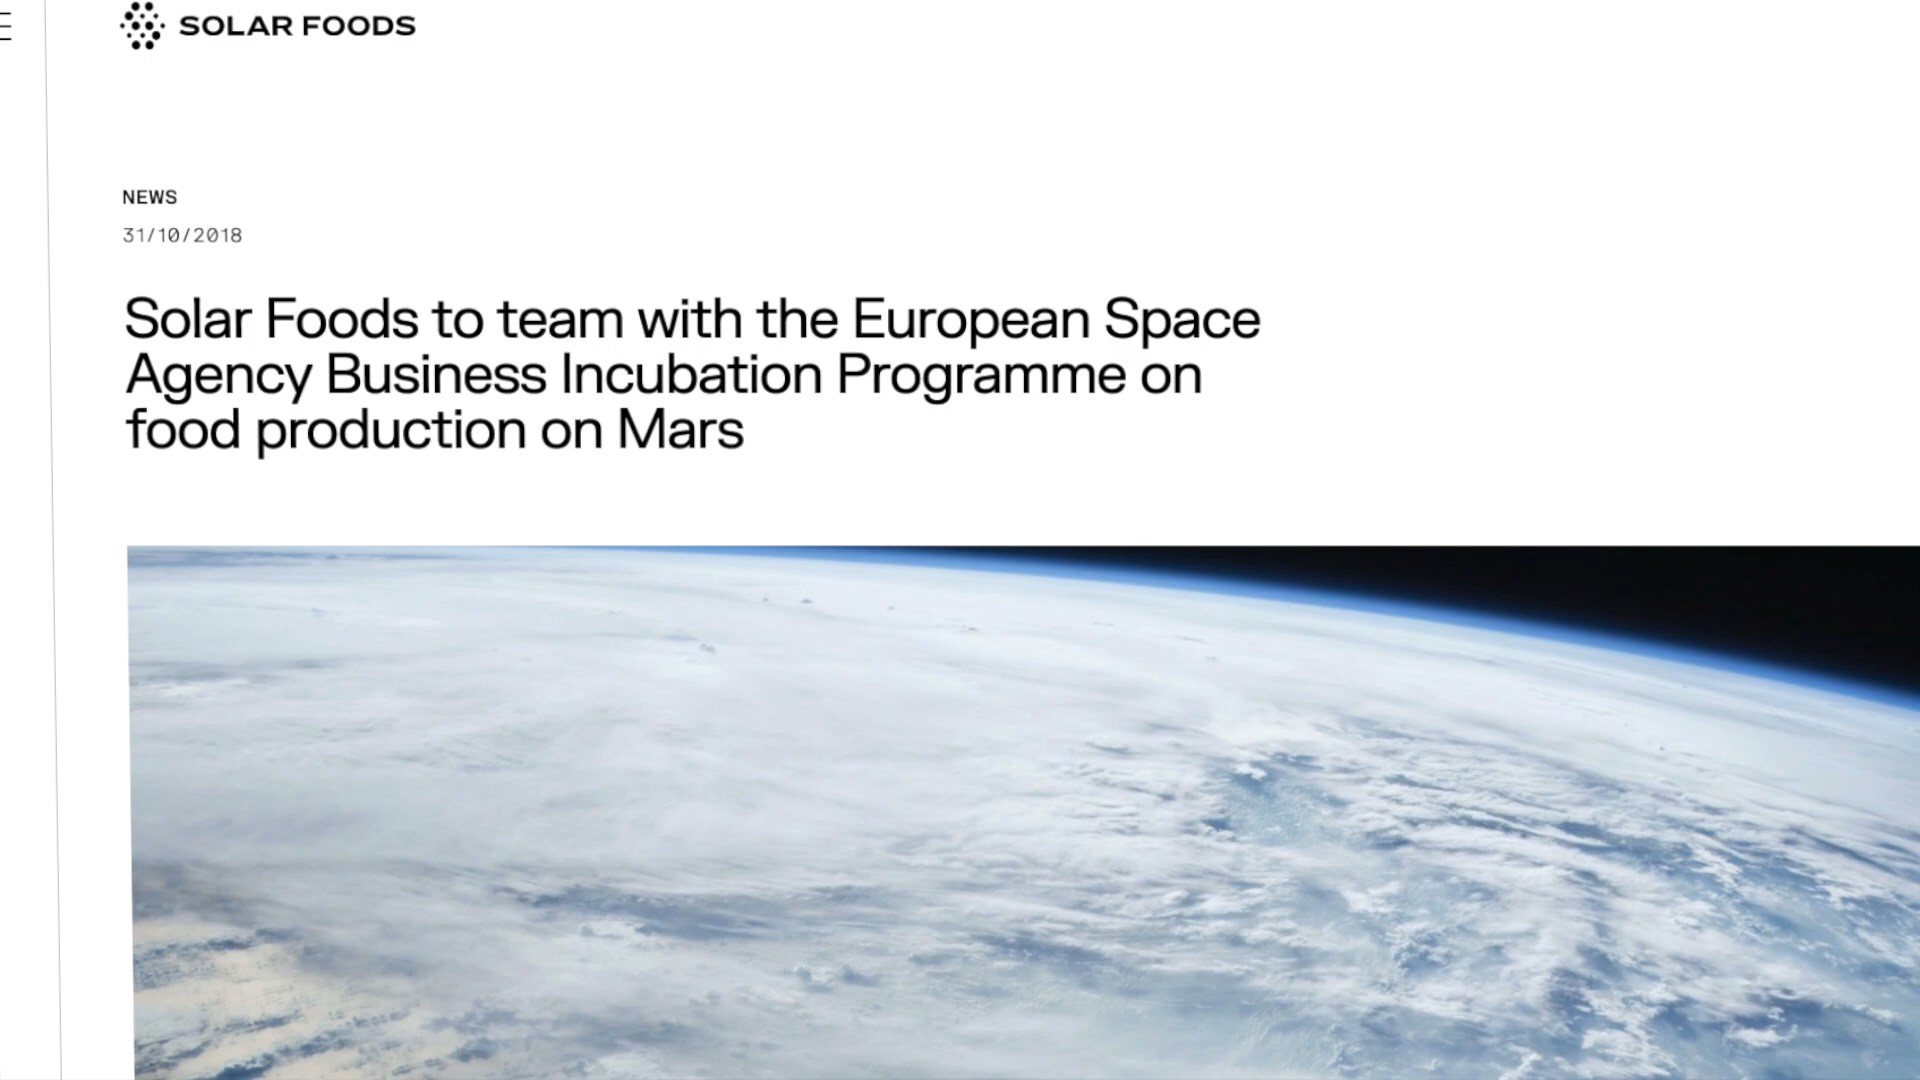 SOLAR FOODS
NEWS
31/10/2018
Solar Foods to team with the European Space
Agency Business Incubation Programme on
food production on Mars